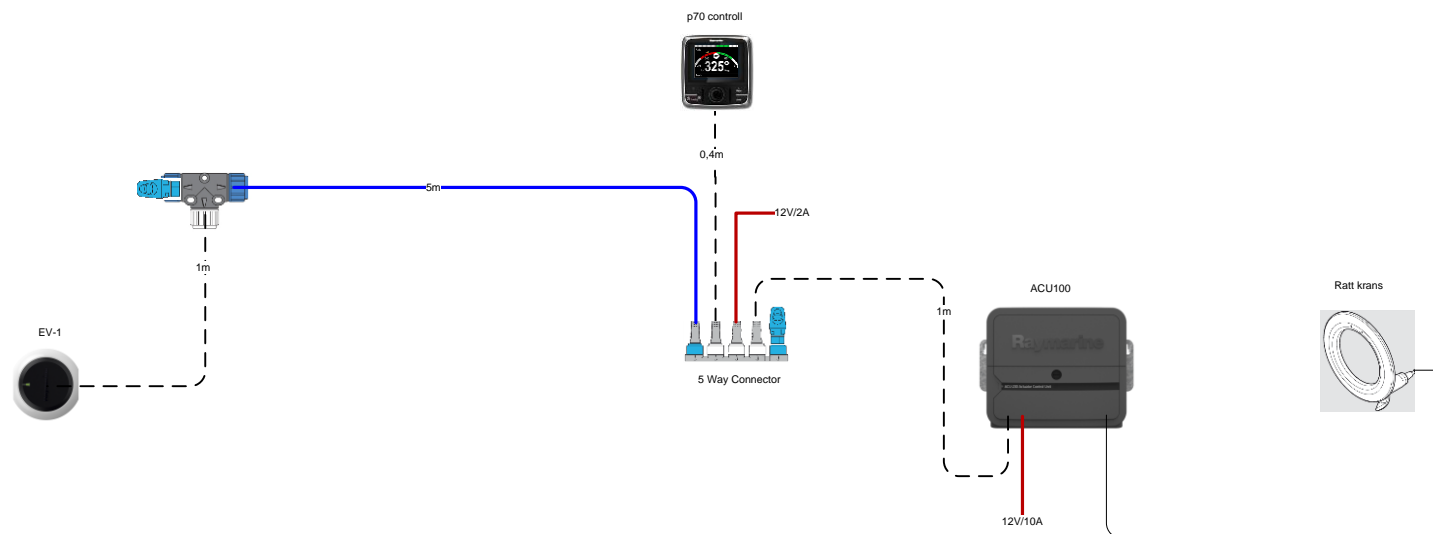 p70 controll
325°
0,4m
5m
12V/2A
1m
1m
ACU100
Ratt krans
Raymarine
EV-1
5 Way Connector
12V/10A